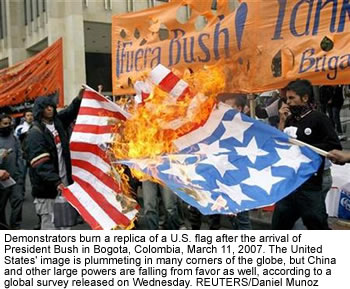 ¡Fuera Bush!
Yank
Briga
Demonstrators burn a replica of a U.S. flag after the arrival of
President Bush in Bogota, Colombia, March 11, 2007. The United
States' image is plummeting in many corners of the globe, but China
and other large powers are falling from favor as well, according to a
global survey released on Wednesday. REUTERS/Daniel Munoz